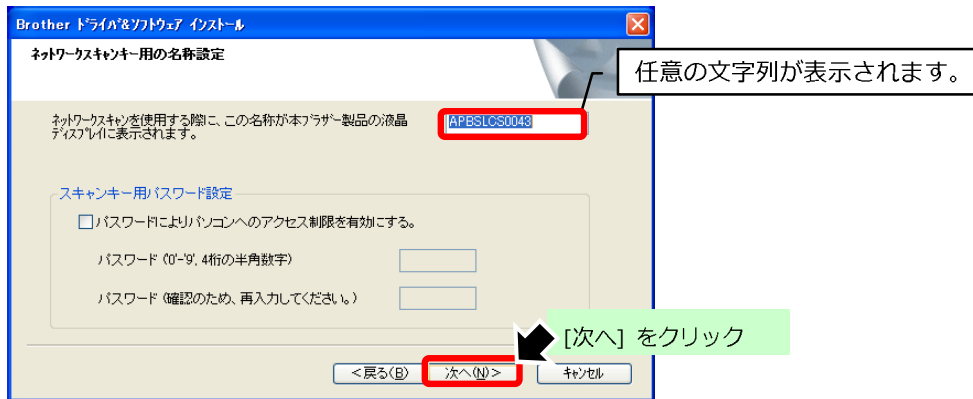 Brother ﾄﾞﾗｲﾊﾞ&ｿﾌﾄｳｪｱ ｲﾝｽﾄｰﾙ
ﾈｯﾄﾜｰｸｽｷｬﾝキー用の名称設定
任意の文字列が表示されます。
ﾈｯﾄﾜｰｸｽｷｬﾝを使用する際に、この名称が本ﾌﾞﾗｻﾞｰ製品の液晶
ﾃﾞｨｽﾌﾟﾚｲに表示されます。
APBSLCS0043
スキャンキー用パスワード設定
パスワードによりパソコンへのアクセス制限を有効にする。
パスワード ('0'-'9', 4桁の半角数字)
パスワード (確認のため、再入力してください。)
[次へ] をクリック
<戻る(B)
次へ(N)>
ｷｬﾝｾﾙ